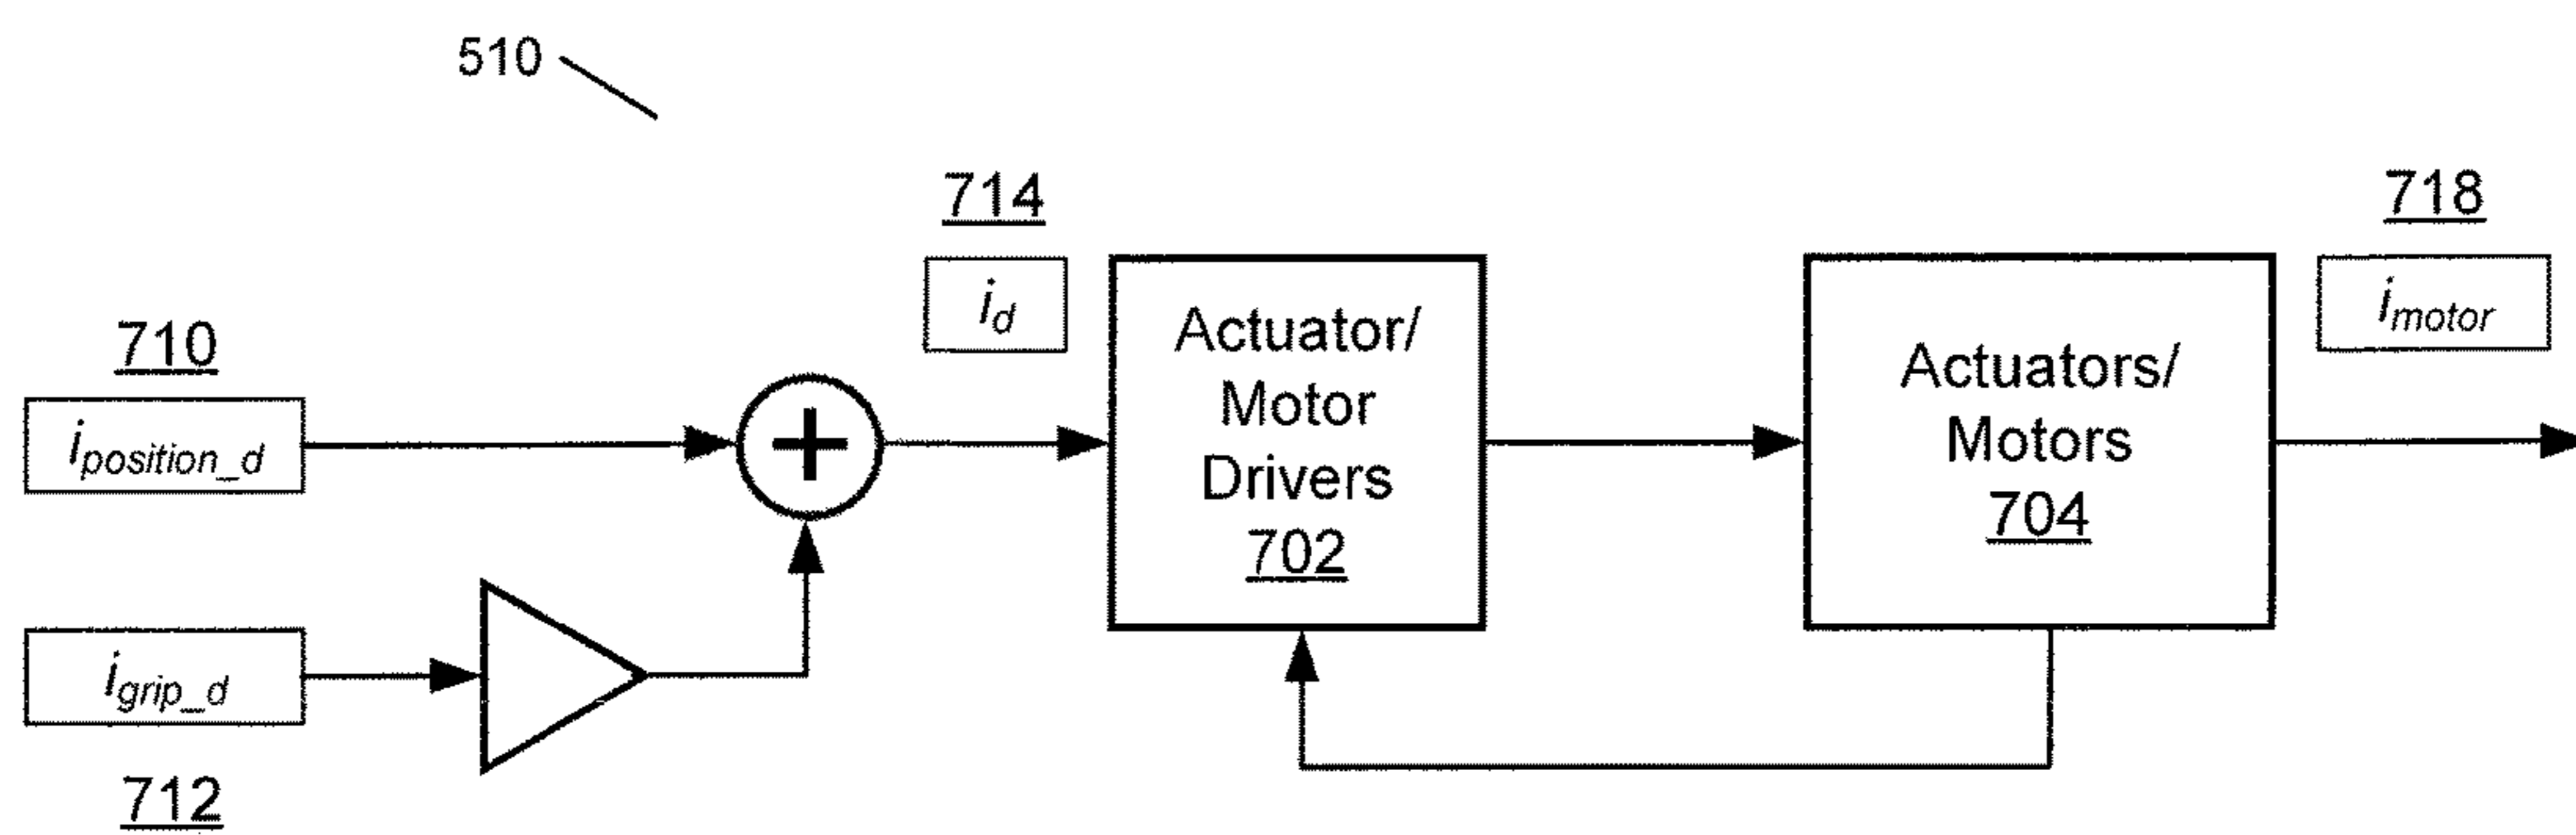 510
714
i_d
718
i_motor
710
i_position_d
+
Actuator/
Motor
Drivers
702
Actuators/
Motors
704
i_grip_d
712